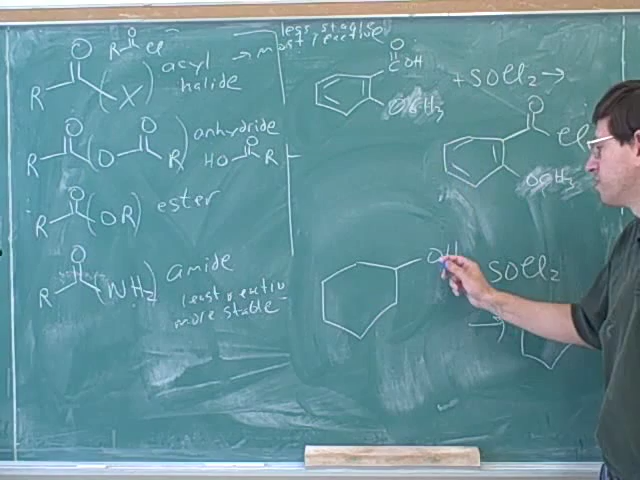 less stable
most reactive
O
R Cl
O
R (X) acyl
halide
O O
R (O R) anhydride
O
HO R
O
R (OR) ester
O
R (NH2) amide
least reactive
more stable
O
C OH
+ SOCl2 →
OCH3
O
Cl
OCH3
OH
SOCl2
→